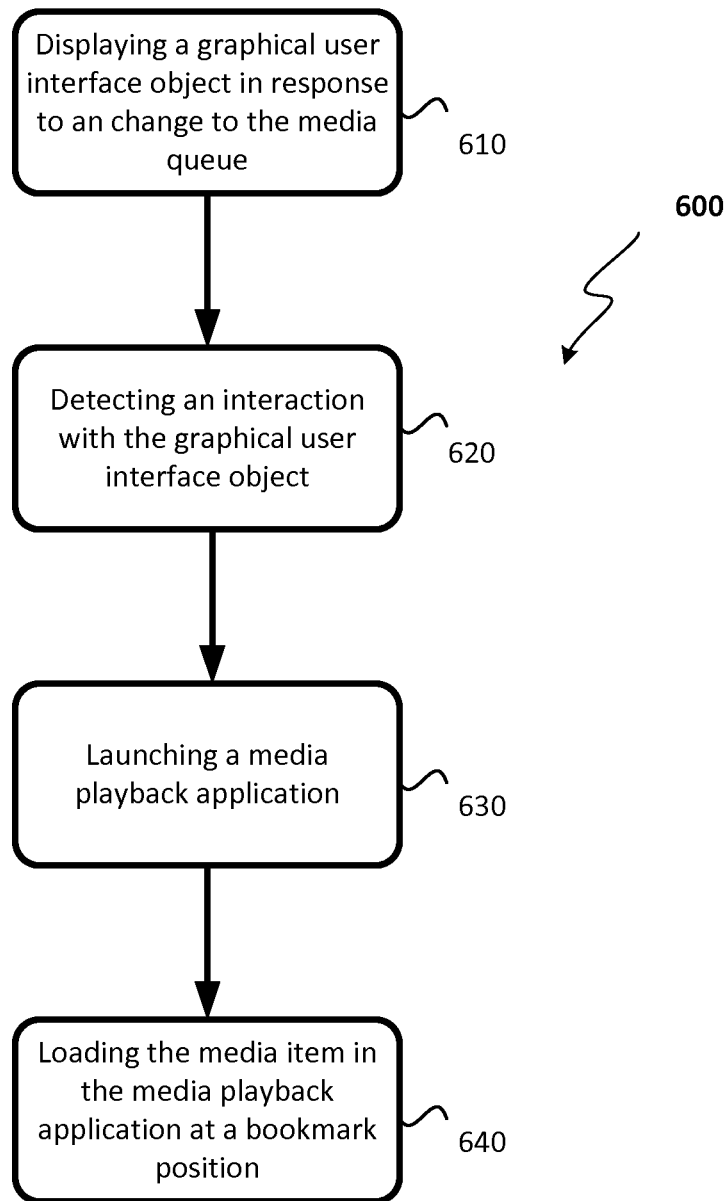 Displaying a graphical user
interface object in response
to an change to the media
queue
610
600
Detecting an interaction
with the graphical user
interface object
620
Launching a media
playback application
630
Loading the media item in
the media playback
application at a bookmark
position
640